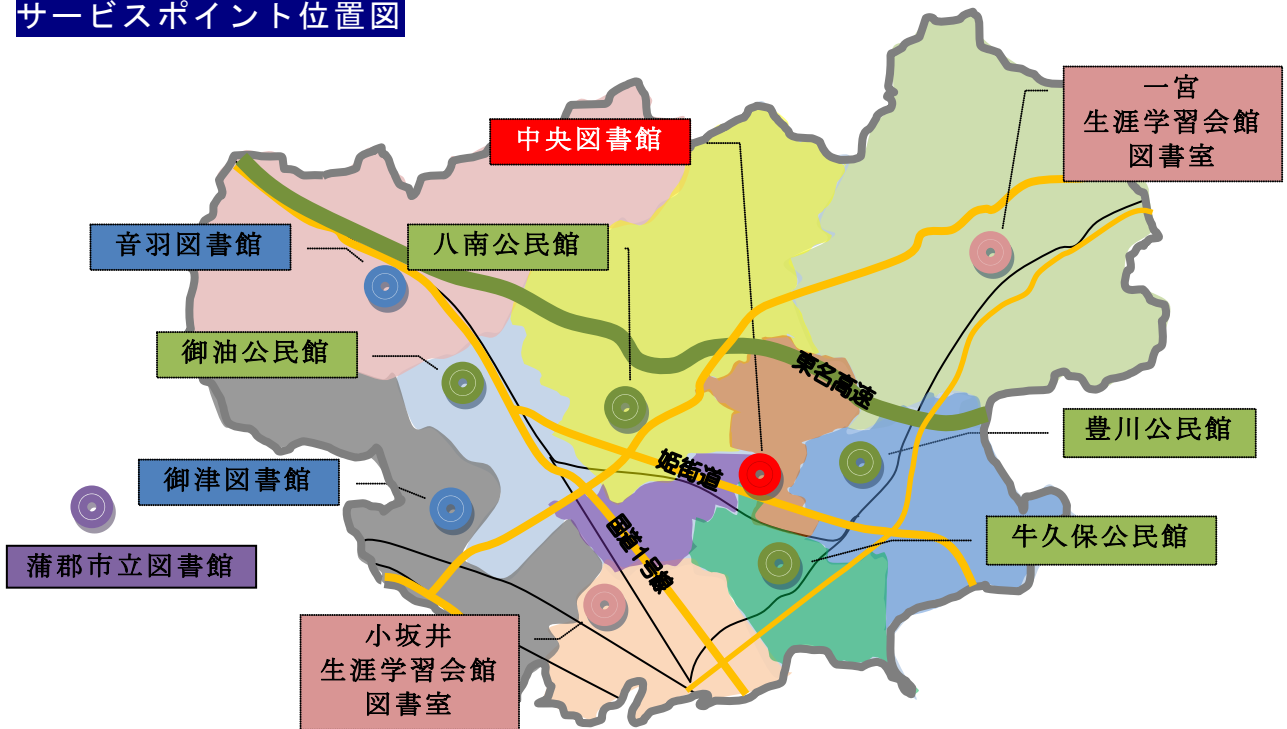 サービスポイント位置図
一宮
生涯学習会館
図書室
中央図書館
音羽図書館
八南公民館
御油公民館
東名高速
豊川公民館
御津図書館
姫街道
蒲郡市立図書館
国道1号線
牛久保公民館
小坂井
生涯学習会館
図書室